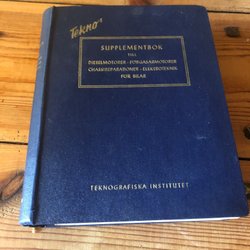 Tekno's
SUPPLEMENTBOK
TILL
DIESELMOTORER · FÖRGASARMOTORER
CHASSIREPARATIONER · ELEKTROTEKNIK
FÖR BILAR
TEKNOGRAFISKA INSTITUTET